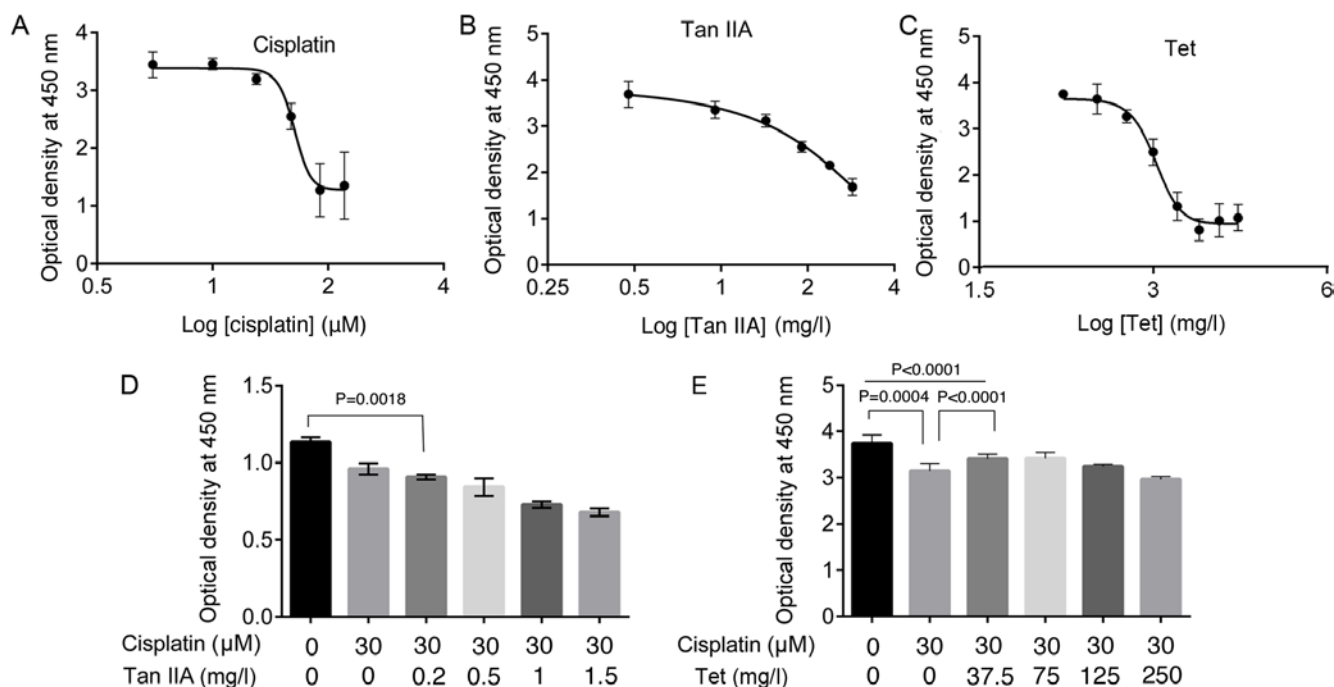 A
Cisplatin
Optical density at 450 nm
4
3
2
1
0
0.5 1 2 4
Log [cisplatin] (µM)
B
Tan IIA
Optical density at 450 nm
5
4
3
2
1
0
0.25 0.5 1 2 4
Log [Tan IIA] (mg/l)
C
Tet
Optical density at 450 nm
5
4
3
2
1
0
1.5 3 6
Log [Tet] (mg/l)
D
Optical density at 450 nm
1.5
1.0
0.5
0.0
P=0.0018
Cisplatin (µM) 0 30 30 30 30 30
Tan IIA (mg/l) 0 0 0.2 0.5 1 1.5
E
Optical density at 450 nm
5
4
3
2
1
0
P<0.0001
P=0.0004 P<0.0001
Cisplatin (µM) 0 30 30 30 30 30
Tet (mg/l) 0 0 37.5 75 125 250